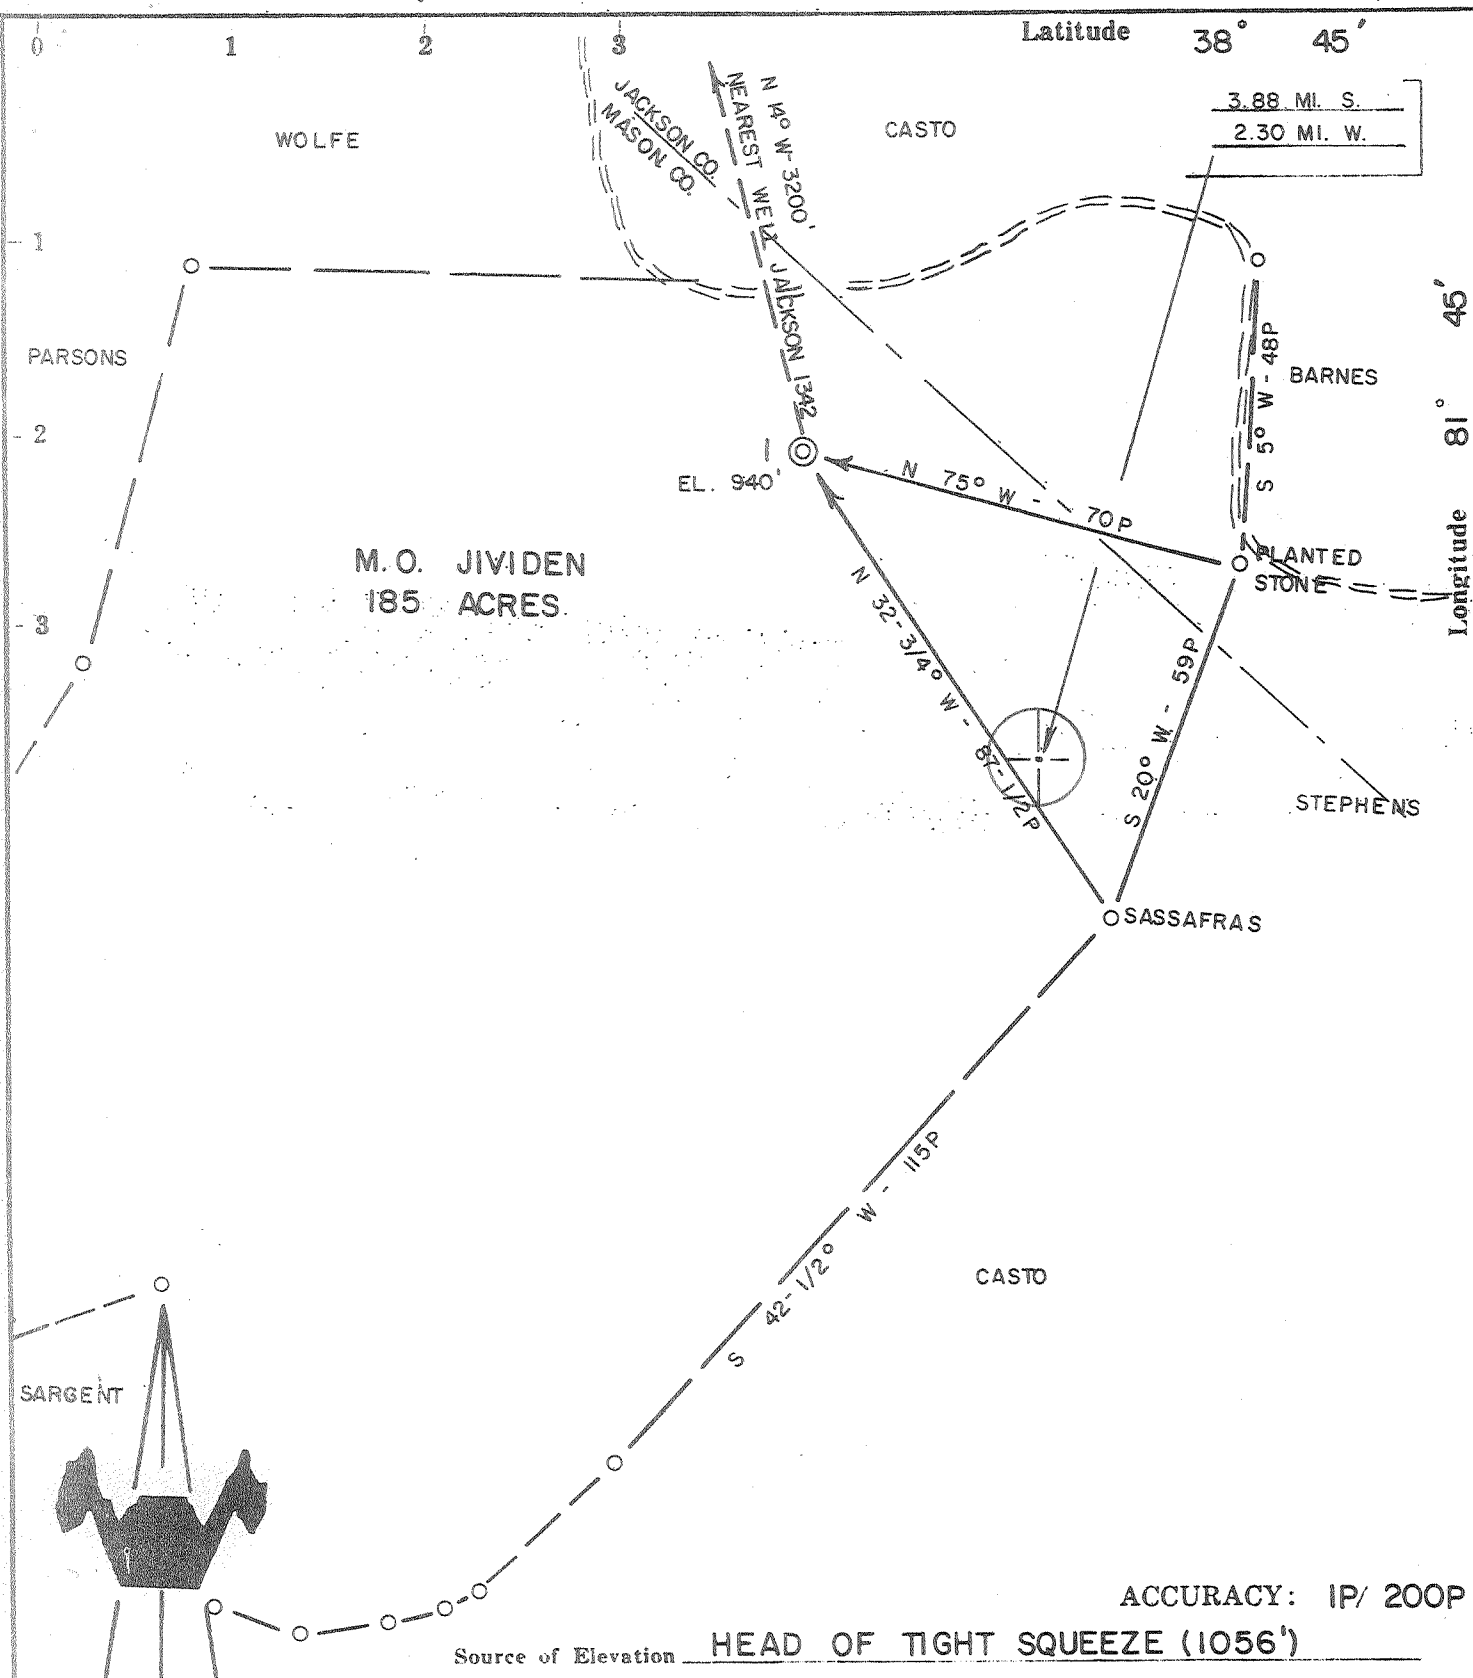 0 1 2 3 Latitude 38° 45'
3.88 MI. S.
2.30 MI. W.
WOLFE
JACKSON CO.
MASON CO.
N 14° W-3200'
NEAREST WELL JACKSON 1342
CASTO
1
PARSONS
2
3
EL. 940'
M.O. JIVIDEN
185 ACRES.
N 75° W - 70P
S 5° W - 48P
BARNES
Longitude 81° 45'
PLANTED
STONE
N 32-3/4° W - 87-1/2P
S 20° W - 59P
STEPHENS
SASSAFRAS
S 42-1/2° W - 115P
CASTO
SARGENT
ACCURACY: 1P/ 200P
Source of Elevation HEAD OF TIGHT SQUEEZE (1056')